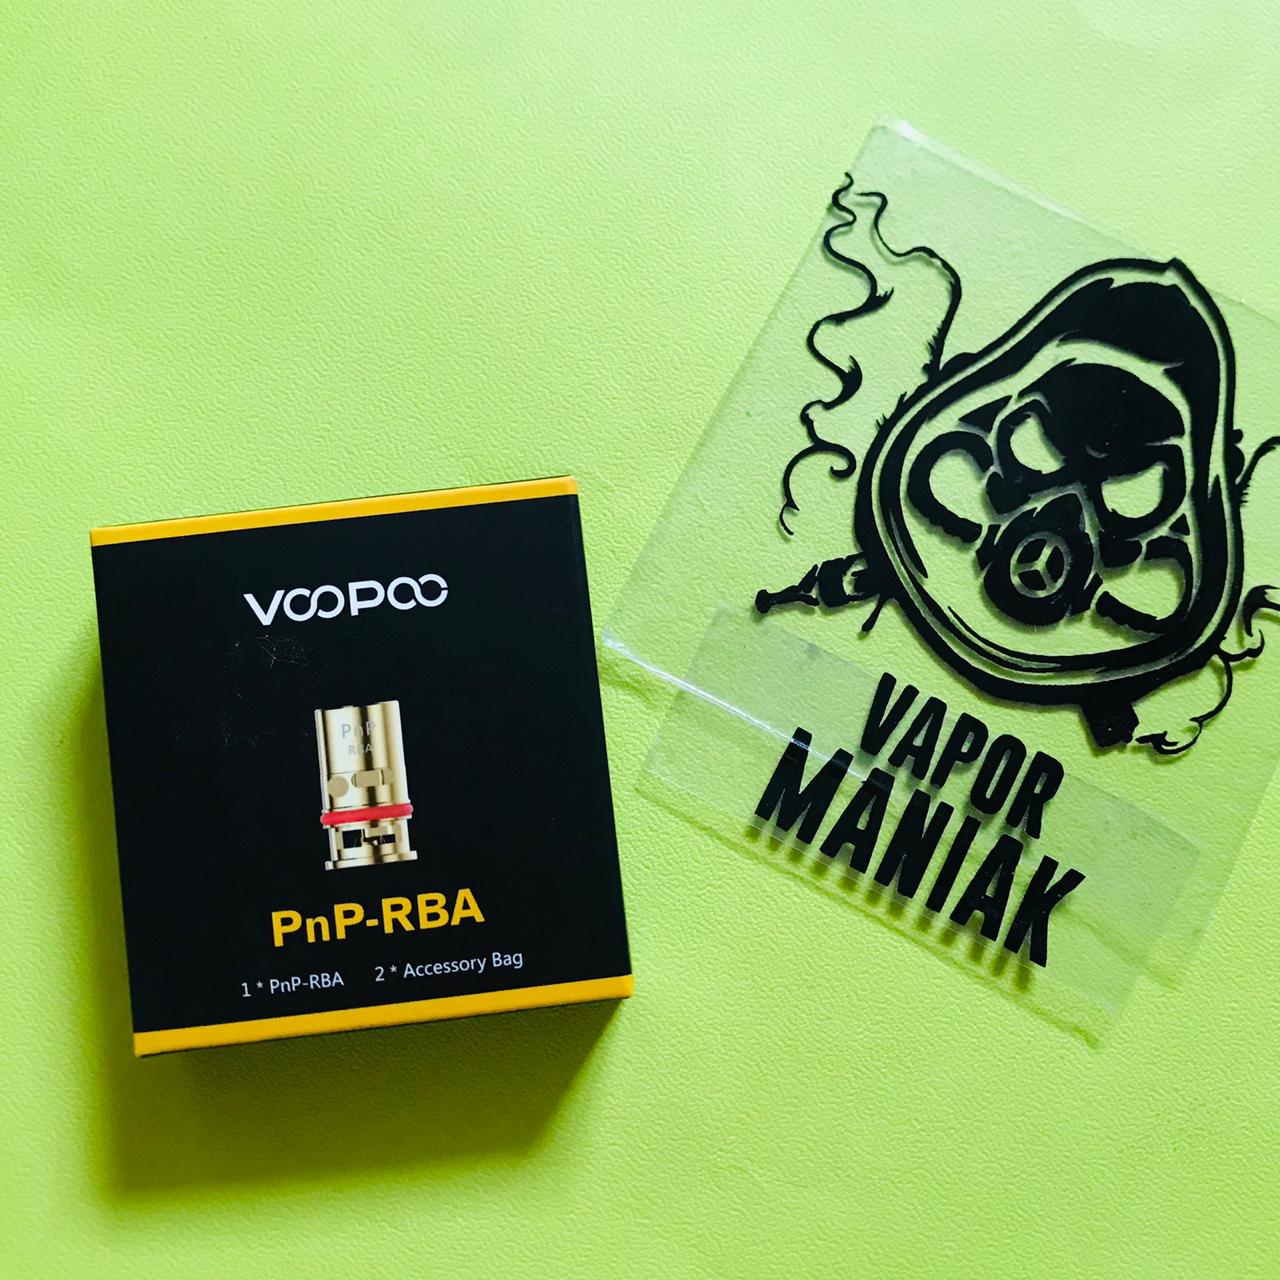 VOOPOO
PnP
RBA
PnP-RBA
1 * PnP-RBA 2 * Accessory Bag
VAPOR
MANIAK